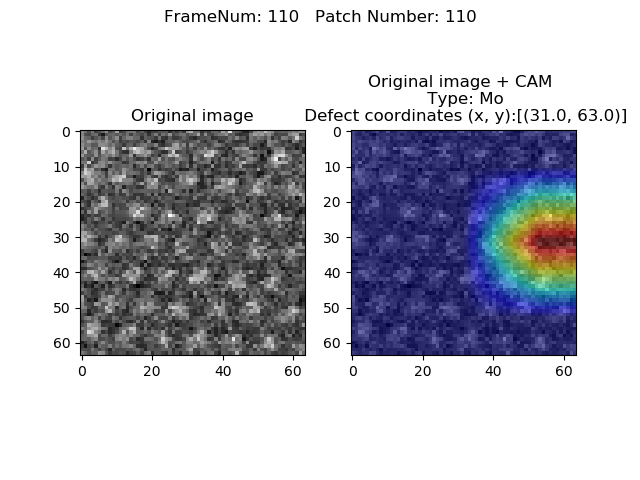 FrameNum: 110   Patch Number: 110
Original image
0
10
20
30
40
50
60
0 20 40 60
Original image + CAM
Type: Mo
Defect coordinates (x, y):[(31.0, 63.0)]
0
10
20
30
40
50
60
0 20 40 60